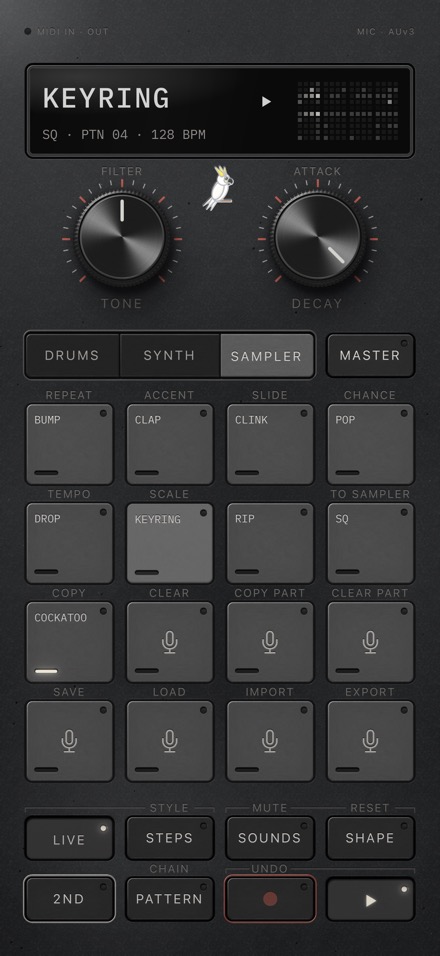 MIDI IN - OUT
MIC - AUv3
KEYRING
SQ · PTN 04 · 128 BPM
FILTER
ATTACK
TONE
DECAY
DRUMS SYNTH SAMPLER MASTER
REPEAT ACCENT SLIDE CHANCE
BUMP CLAP CLINK POP
TEMPO SCALE TO SAMPLER
DROP KEYRING RIP SQ
COPY CLEAR COPY PART CLEAR PART
COCKATOO
SAVE LOAD IMPORT EXPORT
STYLE MUTE RESET
LIVE STEPS SOUNDS SHAPE
CHAIN UNDO
2ND PATTERN